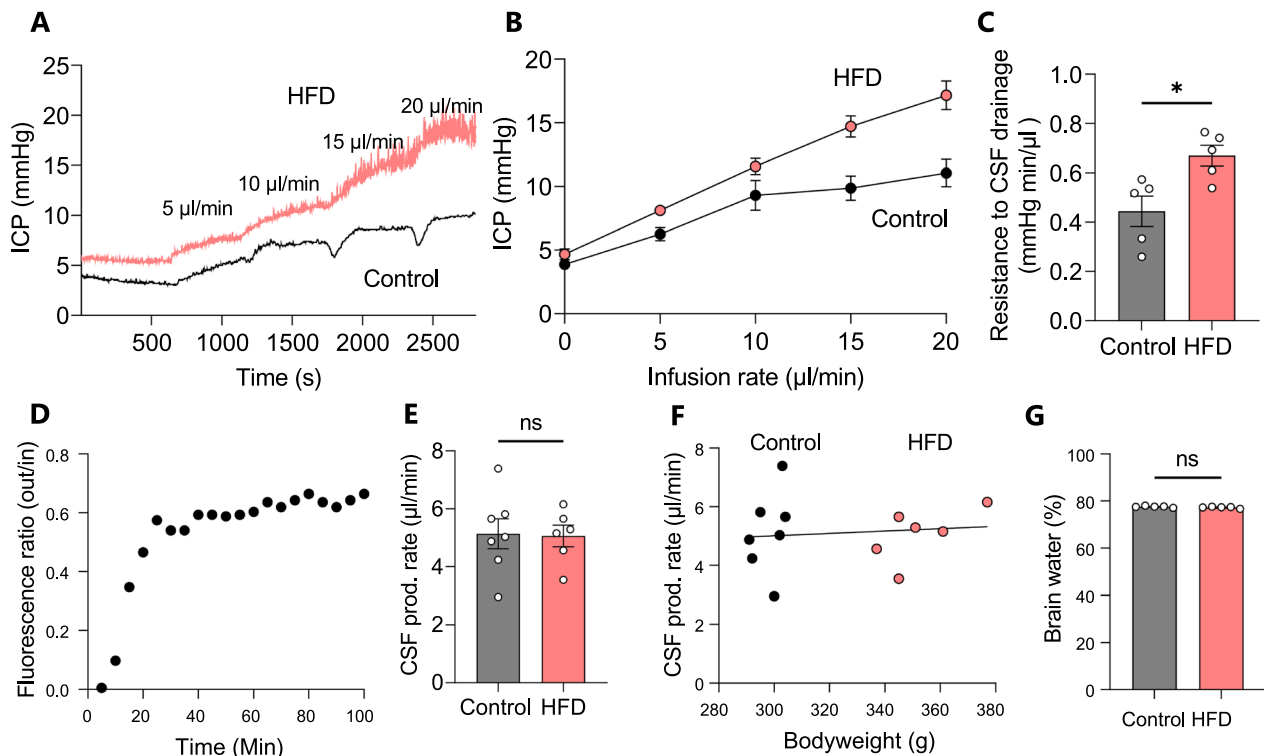 A
ICP (mmHg)
25
20
15
10
5
0
HFD
5 µl/min
10 µl/min
15 µl/min
20 µl/min
Control
500
1000
1500
2000
2500
Time (s)
B
ICP (mmHg)
20
15
10
5
0
HFD
Control
0
5
10
15
20
Infusion rate (µl/min)
C
Resistance to CSF drainage
(mmHg min/µl)
1.0
0.8
0.6
0.4
0.2
0.0
*
Control HFD
D
Fluorescence ratio (out/in)
0.8
0.6
0.4
0.2
0.0
0
20
40
60
80
100
Time (Min)
E
CSF prod. rate (µl/min)
8
6
4
2
0
ns
Control HFD
F
CSF prod. rate (µl/min)
8
6
4
2
0
Control
HFD
280
300
320
340
360
380
Bodyweight (g)
G
Brain water (%)
100
80
60
40
20
0
ns
Control HFD